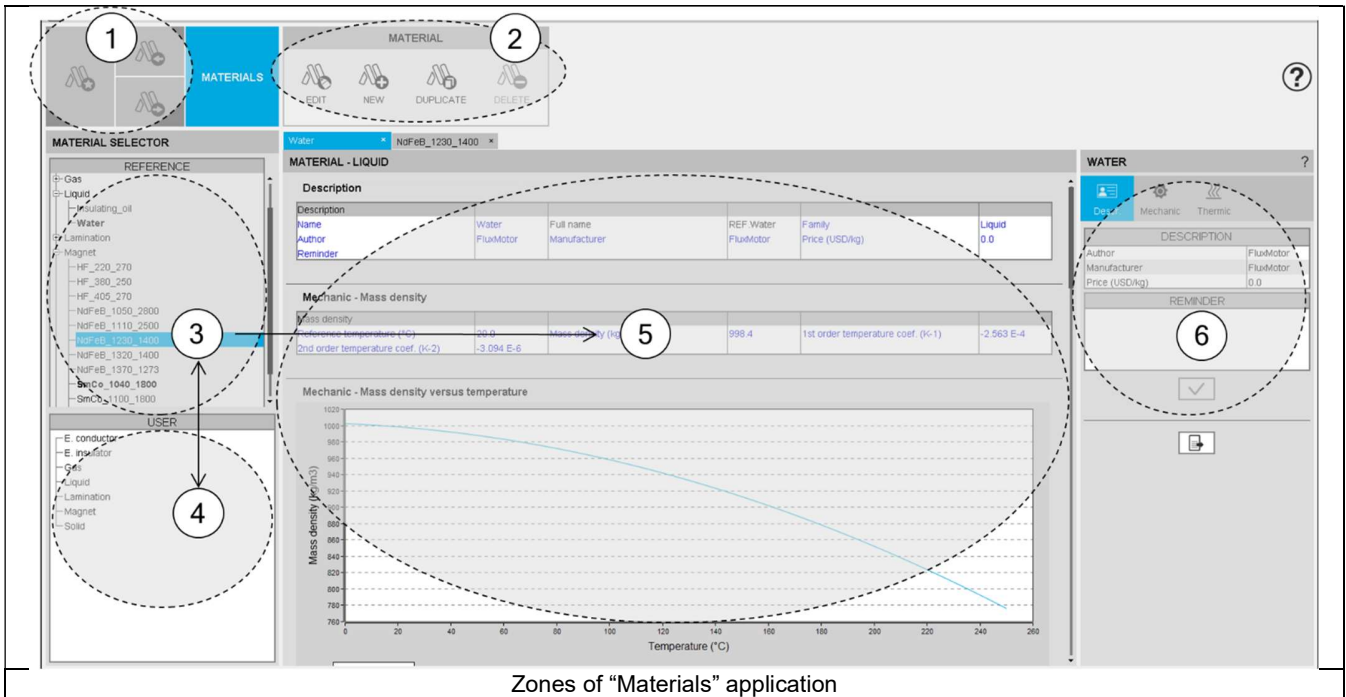 1
2
MATERIAL
MATERIALS
EDIT NEW DUPLICATE DELETE
?
MATERIAL SELECTOR
REFERENCE
Gas
Liquid
Insulating_oil
Water
Lamination
Magnet
HF_220_270
HF_380_250
HF_405_270
NdFeB_1050_2800
NdFeB_1110_2500
NdFeB_1230_1400
NdFeB_1320_1400
NdFeB_1370_1273
SmCo_1040_1800
SmCo_1100_1800
3
USER
E. conductor
E. insulator
Gas
Liquid
Lamination
Magnet
Solid
4
Water × NdFeB_1230_1400 ×
MATERIAL - LIQUID
Description
Description
Name Water Full name REF.Water Family Liquid
Author FluxMotor Manufacturer FluxMotor Price (USD/kg) 0.0
Reminder
Mechanic - Mass density
Mass density
Reference temperature (°C) 20.0 Mass density (kg 998.4 1st order temperature coef. (K-1) -2.563 E-4
2nd order temperature coef. (K-2) -3.094 E-6
5
Mechanic - Mass density versus temperature
Mass density (kg/m3)
1020
1000
980
960
940
920
900
880
860
840
820
800
780
760
0 20 40 60 80 100 120 140 160 180 200 220 240 260
Temperature (°C)
WATER ?
Mechanic Thermic
DESCRIPTION
Author FluxMotor
Manufacturer FluxMotor
Price (USD/kg) 0.0
REMINDER
6
Zones of “Materials” application